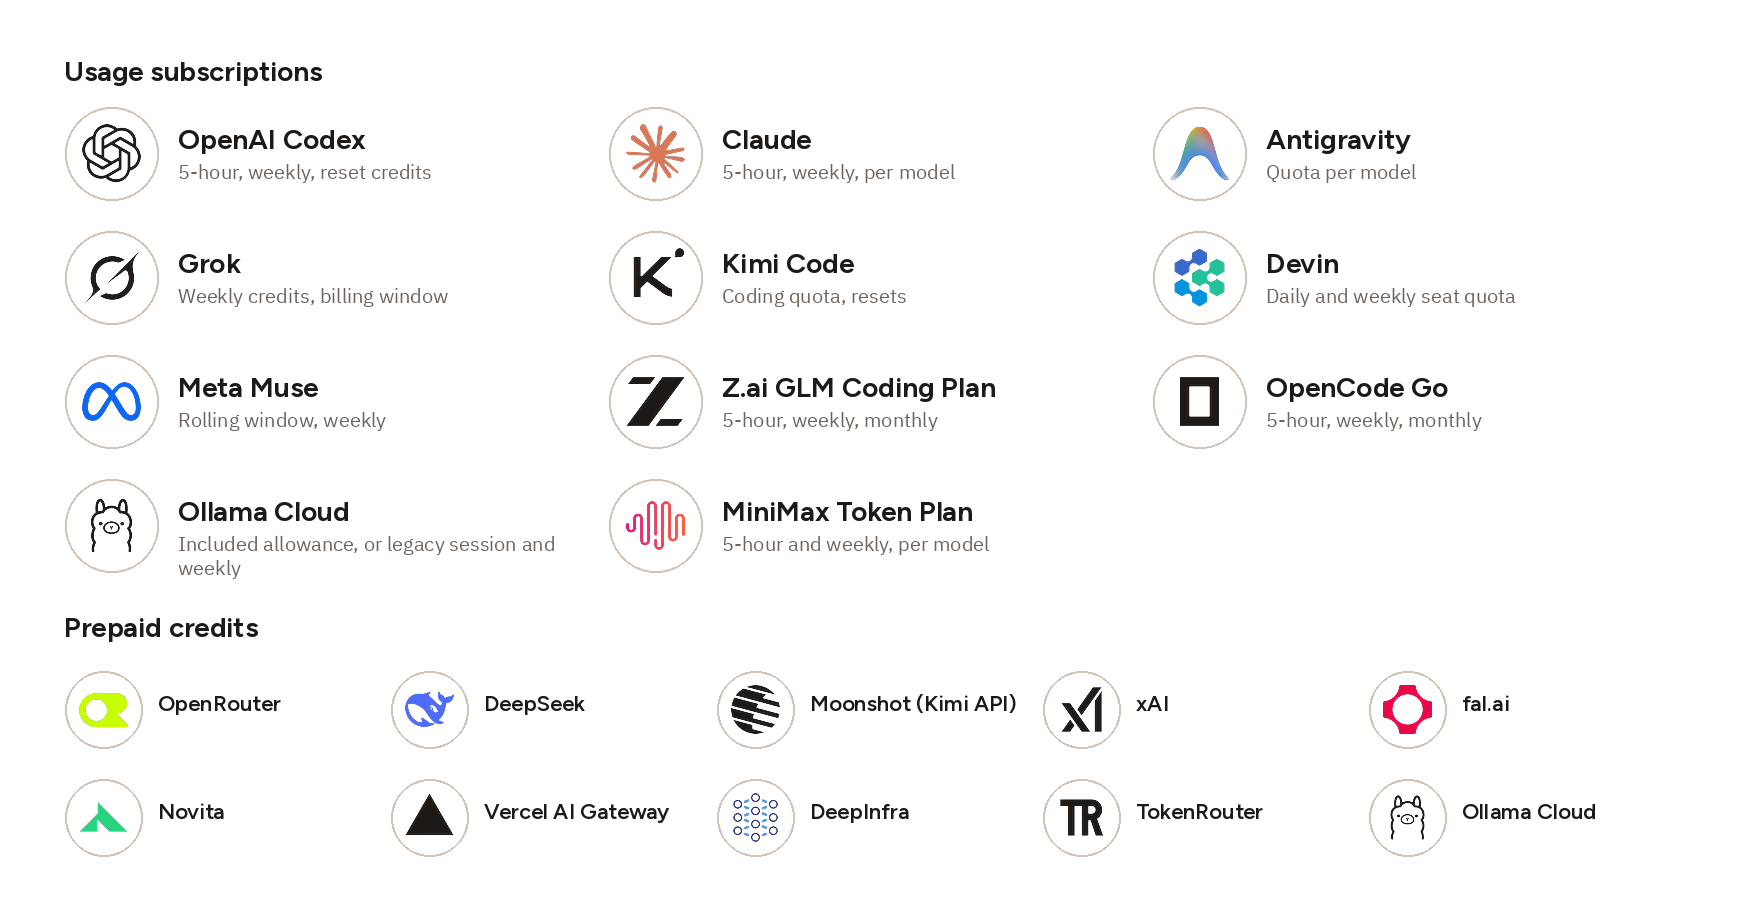 Usage subscriptions
OpenAI Codex
5-hour, weekly, reset credits
Claude
5-hour, weekly, per model
Antigravity
Quota per model
Grok
Weekly credits, billing window
Kimi Code
Coding quota, resets
Devin
Daily and weekly seat quota
Meta Muse
Rolling window, weekly
Z.ai GLM Coding Plan
5-hour, weekly, monthly
OpenCode Go
5-hour, weekly, monthly
Ollama Cloud
Included allowance, or legacy session and
weekly
MiniMax Token Plan
5-hour and weekly, per model
Prepaid credits
OpenRouter
DeepSeek
Moonshot (Kimi API)
xAI
fal.ai
Novita
Vercel AI Gateway
DeepInfra
TR
TokenRouter
Ollama Cloud